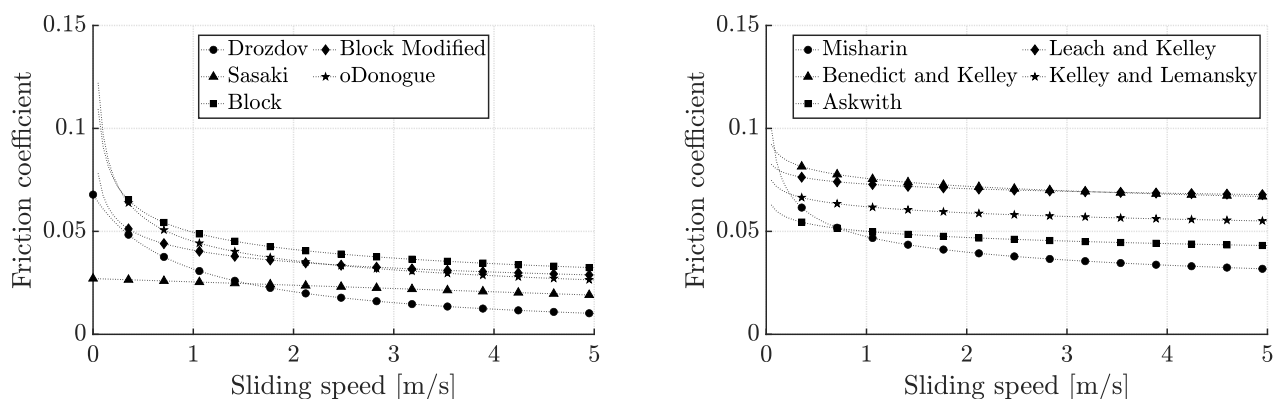 0.15
Drozdov Block Modified
Sasaki oDonogue
Block
0.1
0.05
0
Friction coefficient
0 1 2 3 4 5
Sliding speed [m/s]
0.15
Misharin Leach and Kelley
Benedict and Kelley Kelley and Lemansky
Askwith
0.1
0.05
0
Friction coefficient
0 1 2 3 4 5
Sliding speed [m/s]